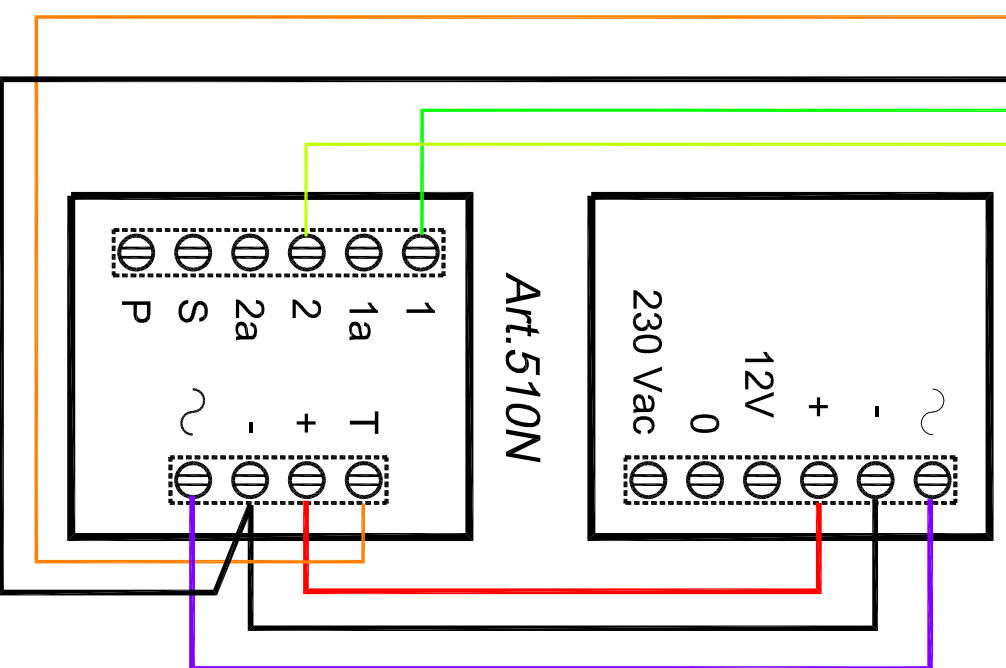 P S 2a 2 1a 1
~ - + T
Art.510N
230 Vac 0 12V + - ~